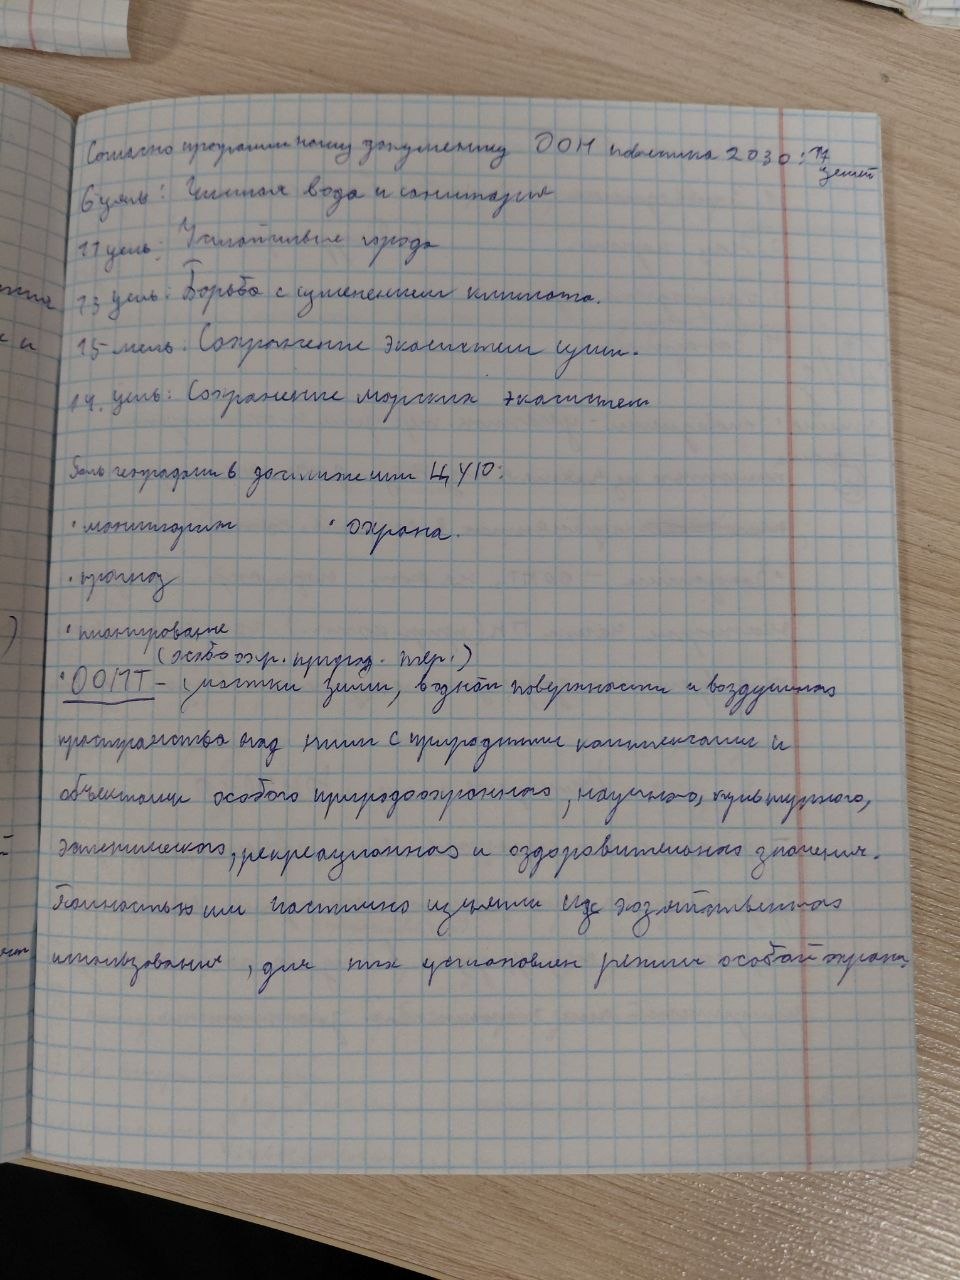 Согласно программному документу ООН повестка 2030: 17 целей
6 цель: Чистая вода и санитария
11 цель: Устойчивые города
13 цель: Борьба с изменением климата.
15 цель: Сохранение экосистем суши.
14. цель: Сохранение морских экосистем
Роль географии в достижении ЦУР:
· мониторинг · охрана.
· прогноз
· планирование
(особо охр. природ. тер.)
· ООПТ - участки земли, водной поверхности и воздушного
пространства над ними с природными комплексами и
объектами особого природоохранного, научного, культурного,
эстетического, рекреационного и оздоровительного значения.
Полностью или частично изъяты из хозяйственного
использования, для них установлен режим особой охраны.